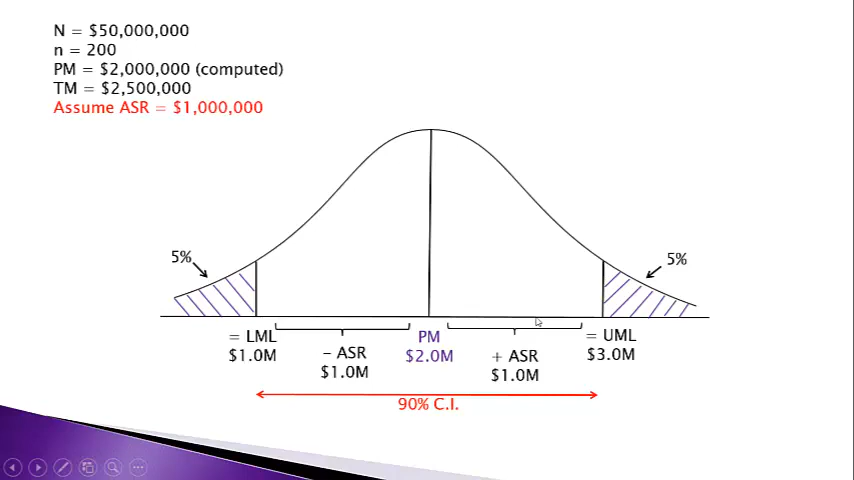 N = $50,000,000
n = 200
PM = $2,000,000 (computed)
TM = $2,500,000
Assume ASR = $1,000,000
5%
5%
= LML
$1.0M
– ASR
$1.0M
PM
$2.0M
+ ASR
$1.0M
= UML
$3.0M
90% C.I.